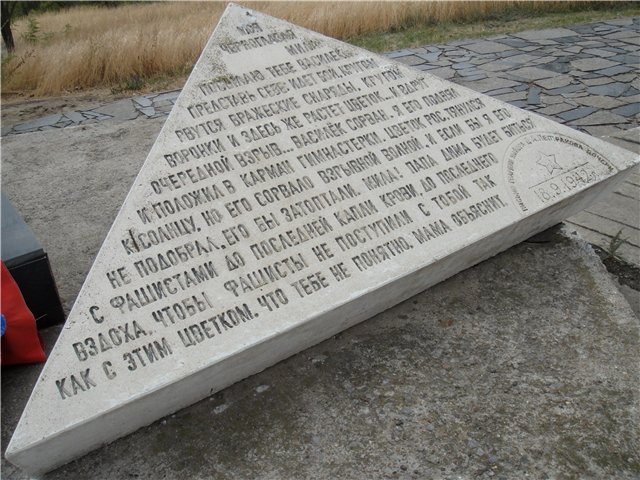 МОЯ
ЧЕРНОГЛАЗАЯ
МИЛА!
ПОСЫЛАЮ ТЕБЕ ВАСИЛЕК...
ПРЕДСТАВЬ СЕБЕ ИДЕТ БОЙ, КРУГОМ
РВУТСЯ ВРАЖЕСКИЕ СНАРЯДЫ, КРУГОМ
ВОРОНКИ И ЗДЕСЬ ЖЕ РАСТЕТ ЦВЕТОК... И ВДРУГ
ОЧЕРЕДНОЙ ВЗРЫВ. ВАСИЛЕК СОРВАН. Я ЕГО ПОДНЯЛ
И ПОЛОЖИЛ В КАРМАН ГИМНАСТЕРКИ. ЦВЕТОК РОС, ТЯНУЛСЯ
К СОЛНЦУ, НО ЕГО СОРВАЛО ВЗРЫВНОЙ ВОЛНОЙ, И ЕСЛИ БЫ Я ЕГО
НЕ ПОДОБРАЛ, ЕГО БЫ ЗАТОПТАЛИ. МИЛА! ПАПА ДИМА БУДЕТ БИТЬСЯ
С ФАШИСТАМИ ДО ПОСЛЕДНЕЙ КАПЛИ КРОВИ ДО ПОСЛЕДНЕГО
ВЗДОХА, ЧТОБЫ ФАШИСТЫ НЕ ПОСТУПИЛИ С ТОБОЙ ТАК
КАК С ЭТИМ ЦВЕТКОМ. ЧТО ТЕБЕ НЕ ПОНЯТНО, МАМА ОБЪЯСНИТ.
18.9.1942 г.